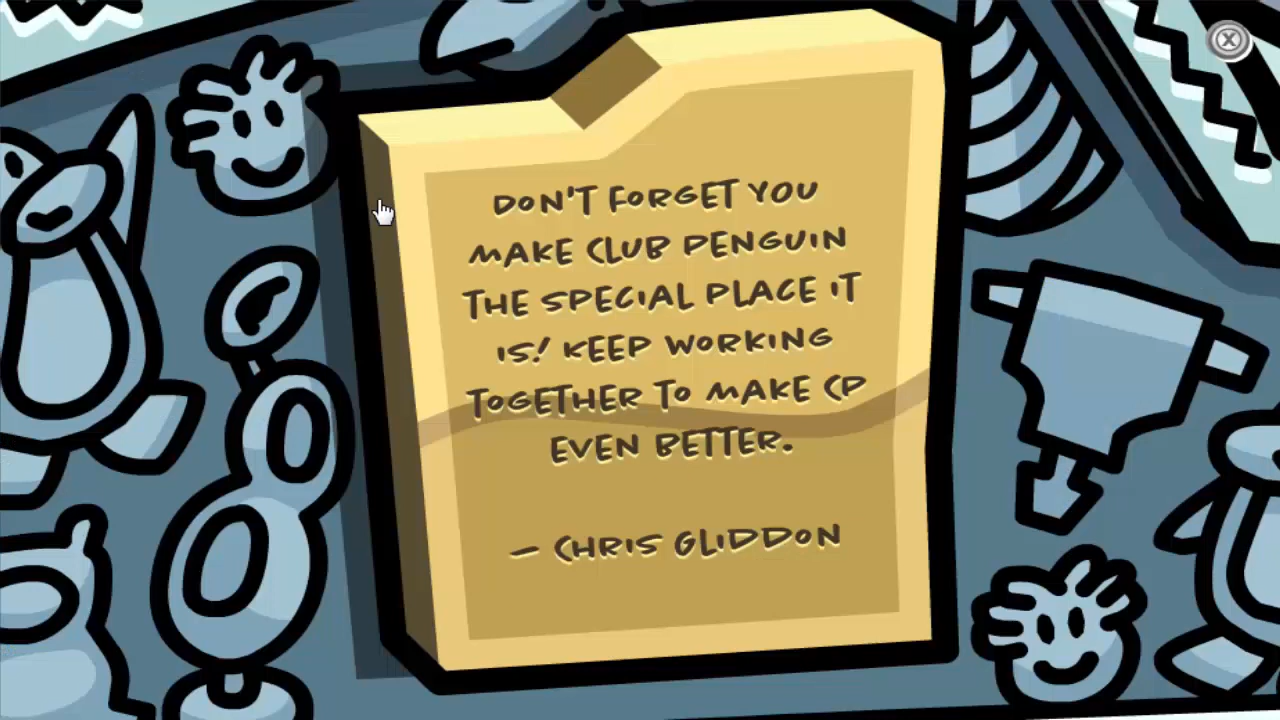 DON'T FORGET YOU
MAKE CLUB PENGUIN
THE SPECIAL PLACE IT
IS! KEEP WORKING
TOGETHER TO MAKE CP
EVEN BETTER.
– CHRIS GLIDDON